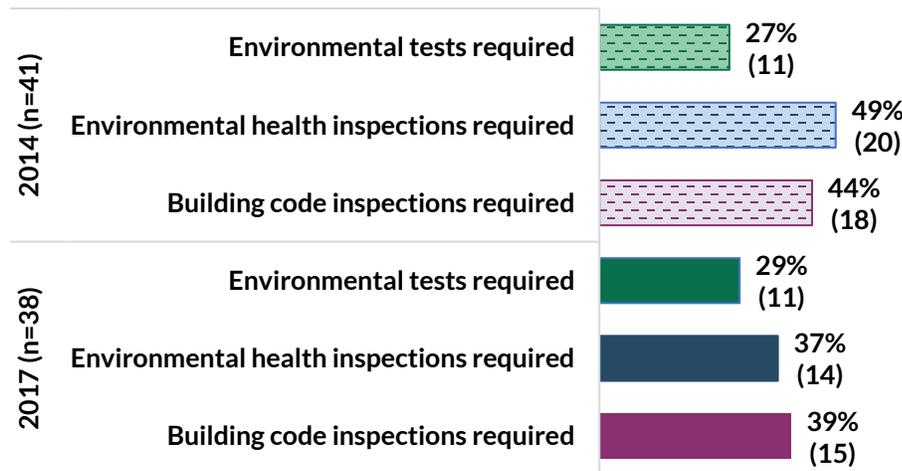 2014 (n=41)
Environmental tests required
27%
(11)
Environmental health inspections required
49%
(20)
Building code inspections required
44%
(18)
2017 (n=38)
Environmental tests required
29%
(11)
Environmental health inspections required
37%
(14)
Building code inspections required
39%
(15)